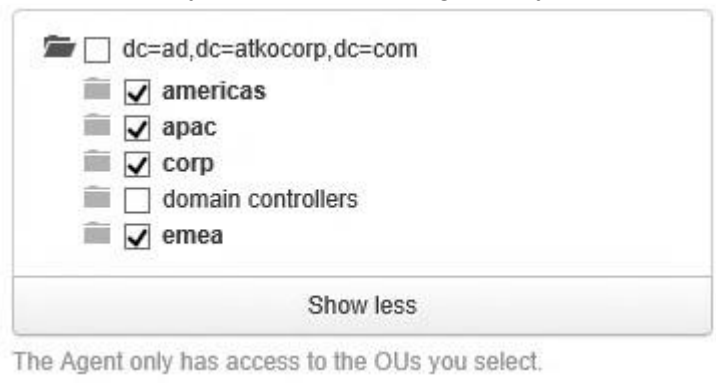 dc=ad,dc=atkocorp,dc=com
americas
apac
corp
domain controllers
emea
Show less
The Agent only has access to the OUs you select.